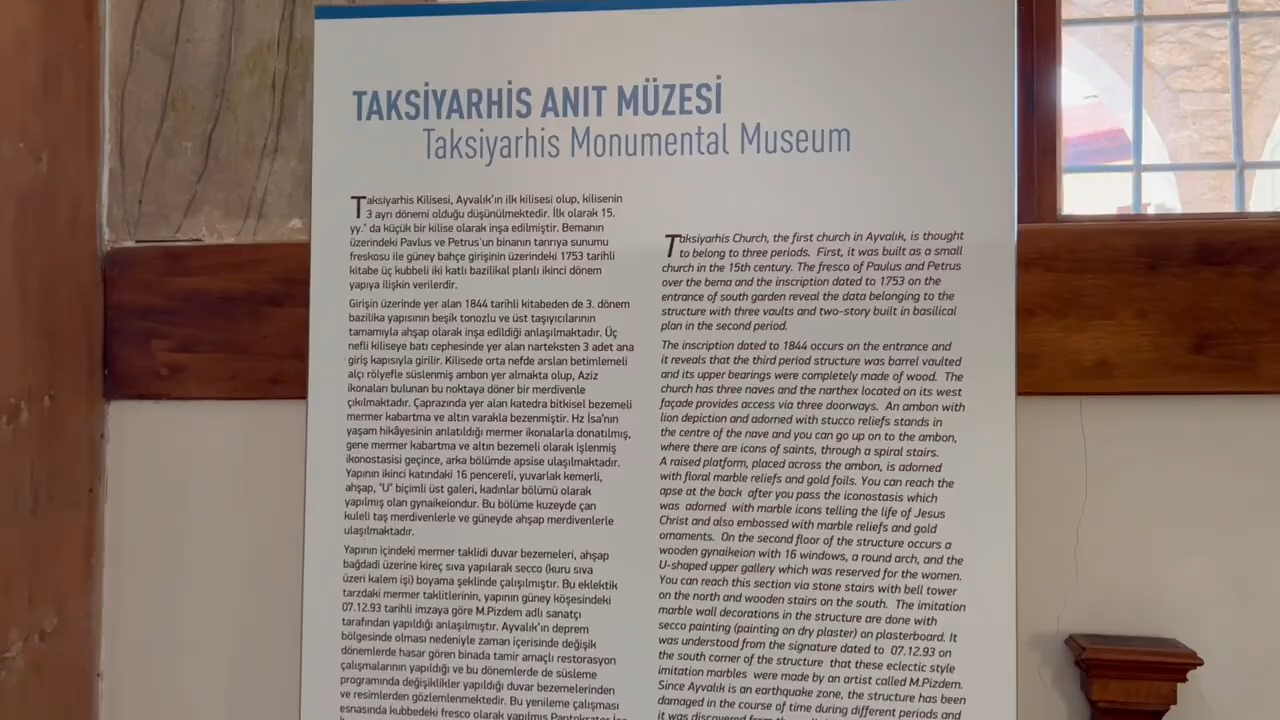 TAKSİYARHİS ANIT MÜZESİ
Taksiyarhis Monumental Museum
Taksiyarhis Kilisesi, Ayvalık'ın ilk kilisesi olup, kilisenin
3 ayrı dönemi olduğu düşünülmektedir. İlk olarak 15.
yy.' da küçük bir kilise olarak inşa edilmiştir. Bemanın
üzerindeki Pavlus ve Petrus'un binanın tanrıya sunumu
freskosu ile güney bahçe girişinin üzerindeki 1753 tarihli
kitabe üç kubbeli iki katlı bazilikal planlı ikinci dönem
yapıya ilişkin verilerdir.
Girişin üzerinde yer alan 1844 tarihli kitabeden de 3. dönem
bazilika yapısının beşik tonozlu ve üst taşıyıcılarının
tamamıyla ahşap olarak inşa edildiği anlaşılmaktadır. Üç
nefli kiliseye batı cephesinde yer alan narteksten 3 adet ana
giriş kapısıyla girilir. Kilisede orta nefde arslan betimlemeli
alçı rölyefle süslenmiş ambon yer almakta olup, Aziz
ikonaları bulunan bu noktaya döner bir merdivenle
çıkılmaktadır. Çaprazında yer alan katedra bitkisel bezemeli
mermer kabartma ve altın varakla bezenmiştir. Hz İsa'nın
yaşam hikâyesinin anlatıldığı mermer ikonalarla donatılmış,
gene mermer kabartma ve altın bezemeli olarak işlenmiş
ikonostasisi geçince, arka bölümde apsise ulaşılmaktadır.
Yapının ikinci katındaki 16 pencereli, yuvarlak kemerli,
ahşap, "U" biçimli üst galeri, kadınlar bölümü olarak
yapılmış olan gynaikeiondur. Bu bölüme kuzeyde çan
kuleli taş merdivenlerle ve güneyde ahşap merdivenlerle
ulaşılmaktadır.
Yapının içindeki mermer taklidi duvar bezemeleri, ahşap
bağdadi üzerine kireç sıva yapılarak secco (kuru sıva
üzeri kalem işi) boyama şeklinde çalışılmıştır. Bu eklektik
tarzdaki mermer taklitlerinin, yapının güney köşesindeki
07.12.93 tarihli imzaya göre M.Pizdem adlı sanatçı
tarafından yapıldığı anlaşılmıştır. Ayvalık'ın deprem
bölgesinde olması nedeniyle zaman içerisinde değişik
dönemlerde hasar gören binada tamir amaçlı restorasyon
çalışmalarının yapıldığı ve bu dönemlerde de süsleme
programında değişiklikler yapıldığı duvar bezemelerinden
ve resimlerden gözlemlenmektedir. Bu yenileme çalışması
esnasında kubbedeki fresco olarak yapılmış Pantokrator
Taksiyarhis Church, the first church in Ayvalık, is thought
to belong to three periods. First, it was built as a small
church in the 15th century. The fresco of Paulus and Petrus
over the bema and the inscription dated to 1753 on the
entrance of south garden reveal the data belonging to the
structure with three vaults and two-story built in basilical
plan in the second period.
The inscription dated to 1844 occurs on the entrance and
it reveals that the third period structure was barrel vaulted
and its upper bearings were completely made of wood. The
church has three naves and the narthex located on its west
façade provides access via three doorways. An ambon with
lion depiction and adorned with stucco reliefs stands in
the centre of the nave and you can go up on to the ambon,
where there are icons of saints, through a spiral stairs.
A raised platform, placed across the ambon, is adorned
with floral marble reliefs and gold foils. You can reach the
apse at the back after you pass the iconostasis which
was adorned with marble icons telling the life of Jesus
Christ and also embossed with marble reliefs and gold
ornaments. On the second floor of the structure occurs a
wooden gynaikeion with 16 windows, a round arch, and the
U-shaped upper gallery which was reserved for the women.
You can reach this section via stone stairs with bell tower
on the north and wooden stairs on the south. The imitation
marble wall decorations in the structure are done with
secco painting (painting on dry plaster) on plasterboard. It
was understood from the signature dated to 07.12.93 on
the south corner of the structure that these eclectic style
imitation marbles were made by an artist called M.Pizdem.
Since Ayvalık is an earthquake zone, the structure has been
damaged in the course of time during different periods and
it was discovered from